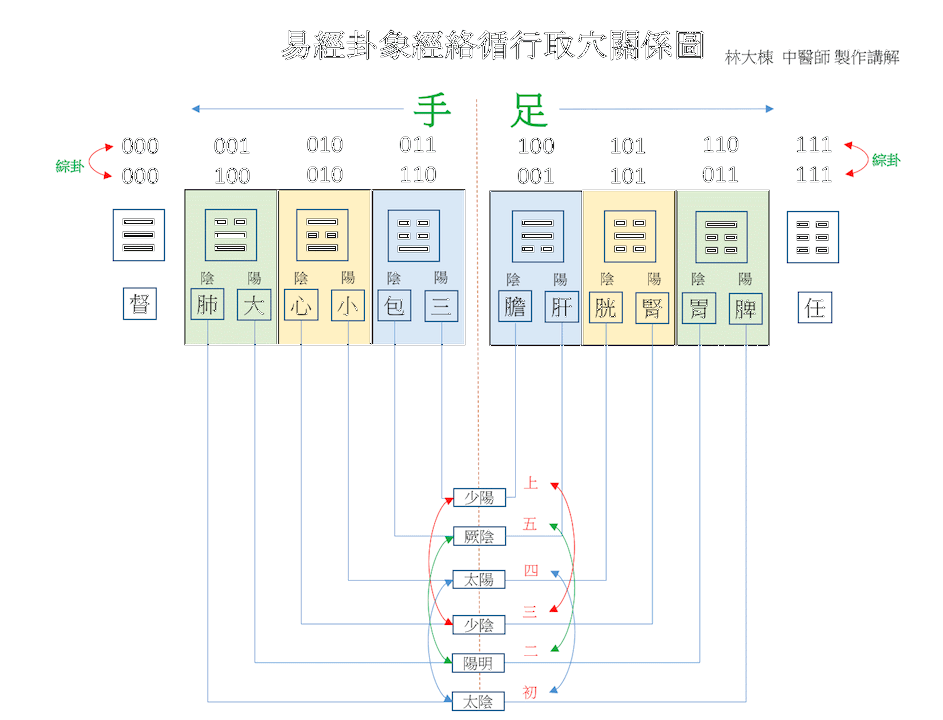 易經卦象經絡循行取穴關係圖
林大棟 中醫師 製作講解
手 足
000 001 010 011 100 101 110 111
綜卦 綜卦
000 100 010 110 001 101 011 111
陰 陽 陰 陽 陰 陽 陰 陽 陰 陽 陰 陽
督 肺 大 心 小 包 三 膽 肝 胱 腎 胃 脾 任
上
少陽
五
厥陰
四
太陽
三
少陰
二
陽明
初
太陰